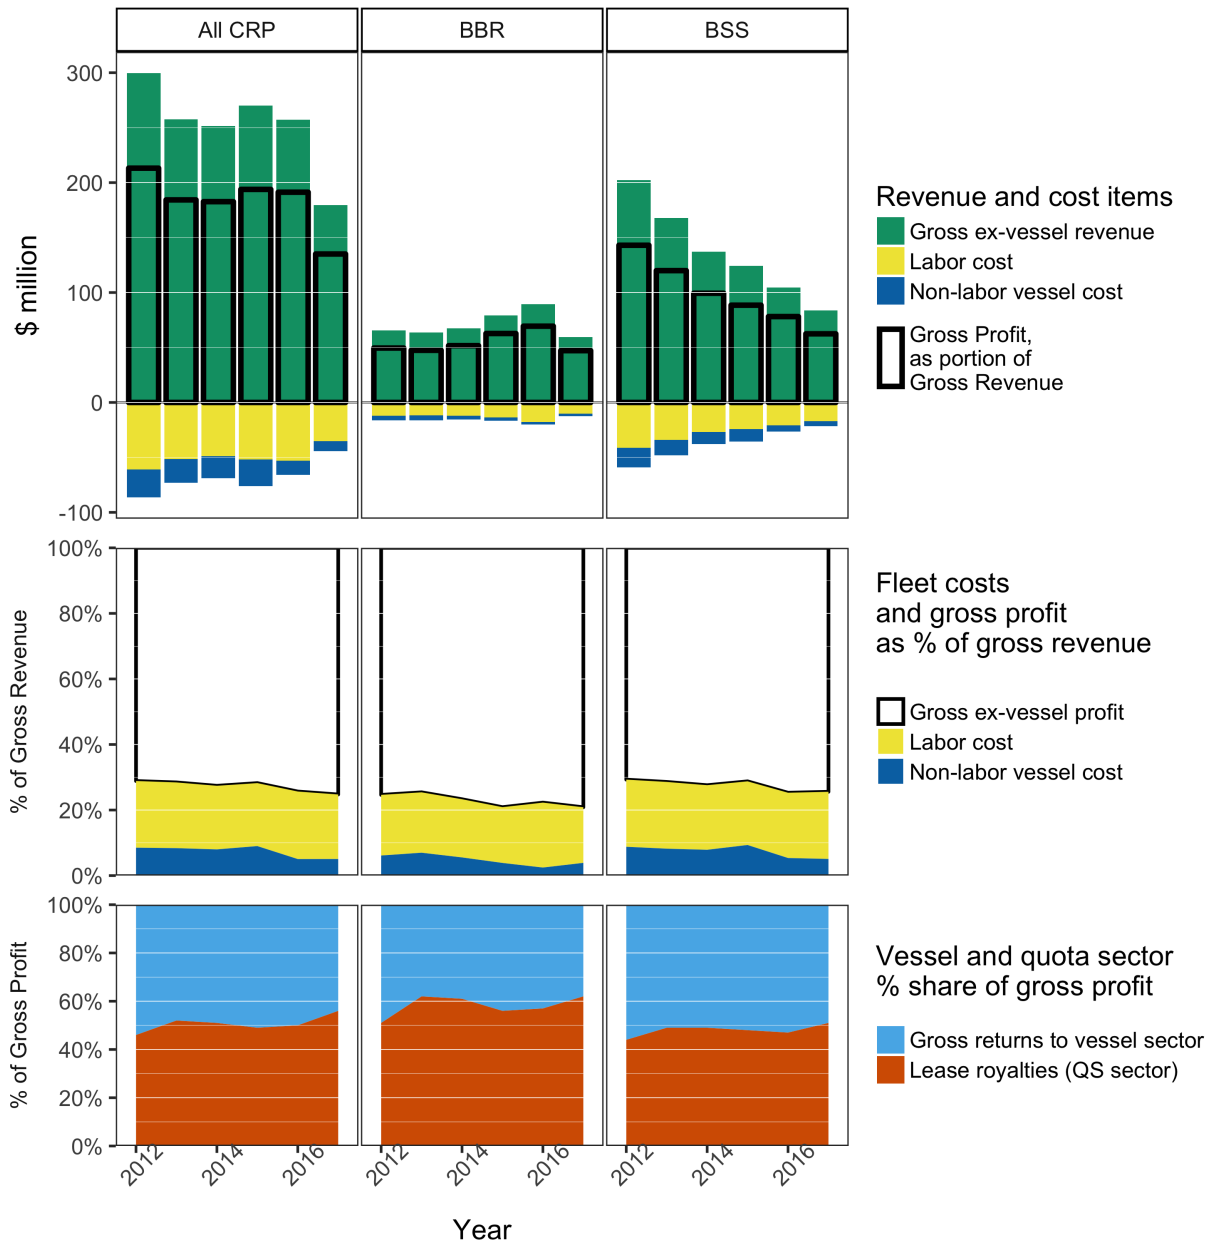 All CRP
BBR
BSS
$ million
300
200
100
0
-100
Revenue and cost items
Gross ex-vessel revenue
Labor cost
Non-labor vessel cost
Gross Profit,
as portion of
Gross Revenue
% of Gross Revenue
100%
80%
60%
40%
20%
0%
Fleet costs
and gross profit
as % of gross revenue
Gross ex-vessel profit
Labor cost
Non-labor vessel cost
% of Gross Profit
100%
80%
60%
40%
20%
0%
Vessel and quota sector
% share of gross profit
Gross returns to vessel sector
Lease royalties (QS sector)
2012
2014
2016
2012
2014
2016
2012
2014
2016
Year